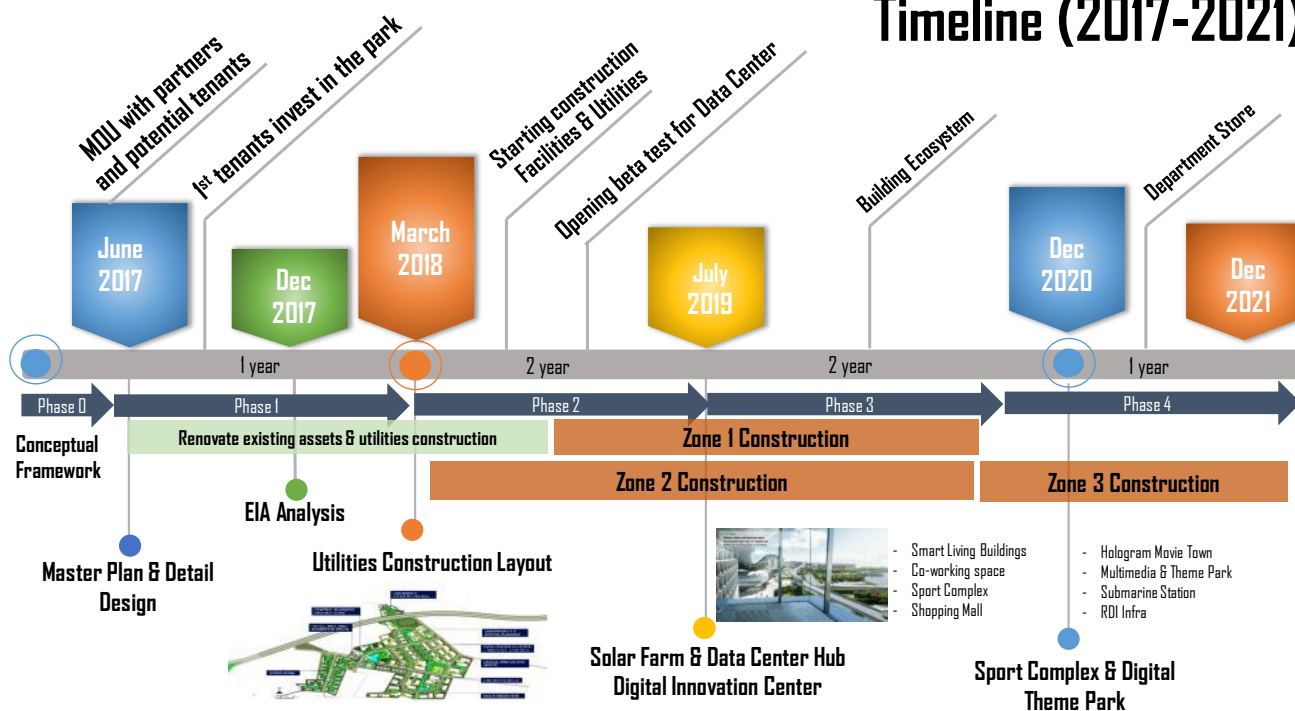 Timeline (2017-2021)
MOU with partners
and potential tenants
1st tenants invest in the park
Starting construction
Facilities & Utilities
Opening beta test for Data Center
Building Ecosystem
Department Store
June
2017
Dec
2017
March
2018
July
2019
Dec
2020
Dec
2021
1 year
2 year
2 year
1 year
Phase 0
Phase 1
Phase 2
Phase 3
Phase 4
Conceptual
Framework
Renovate existing assets & utilities construction
Zone 1 Construction
Zone 2 Construction
Zone 3 Construction
EIA Analysis
Master Plan & Detail
Design
Utilities Construction Layout
Solar Farm & Data Center Hub
Digital Innovation Center
- Smart Living Buildings
- Co-working space
- Sport Complex
- Shopping Mall
- Hologram Movie Town
- Multimedia & Theme Park
- Submarine Station
- RDI Infra
Sport Complex & Digital
Theme Park